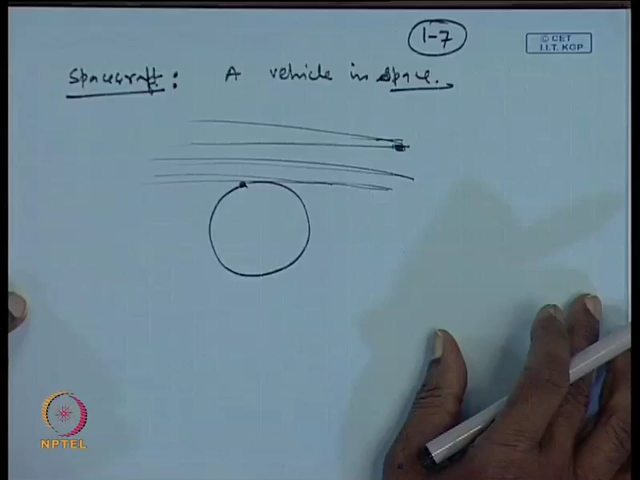 1-7
© CET
I.I.T. KGP
Spacecraft: A vehicle in space.
NPTEL